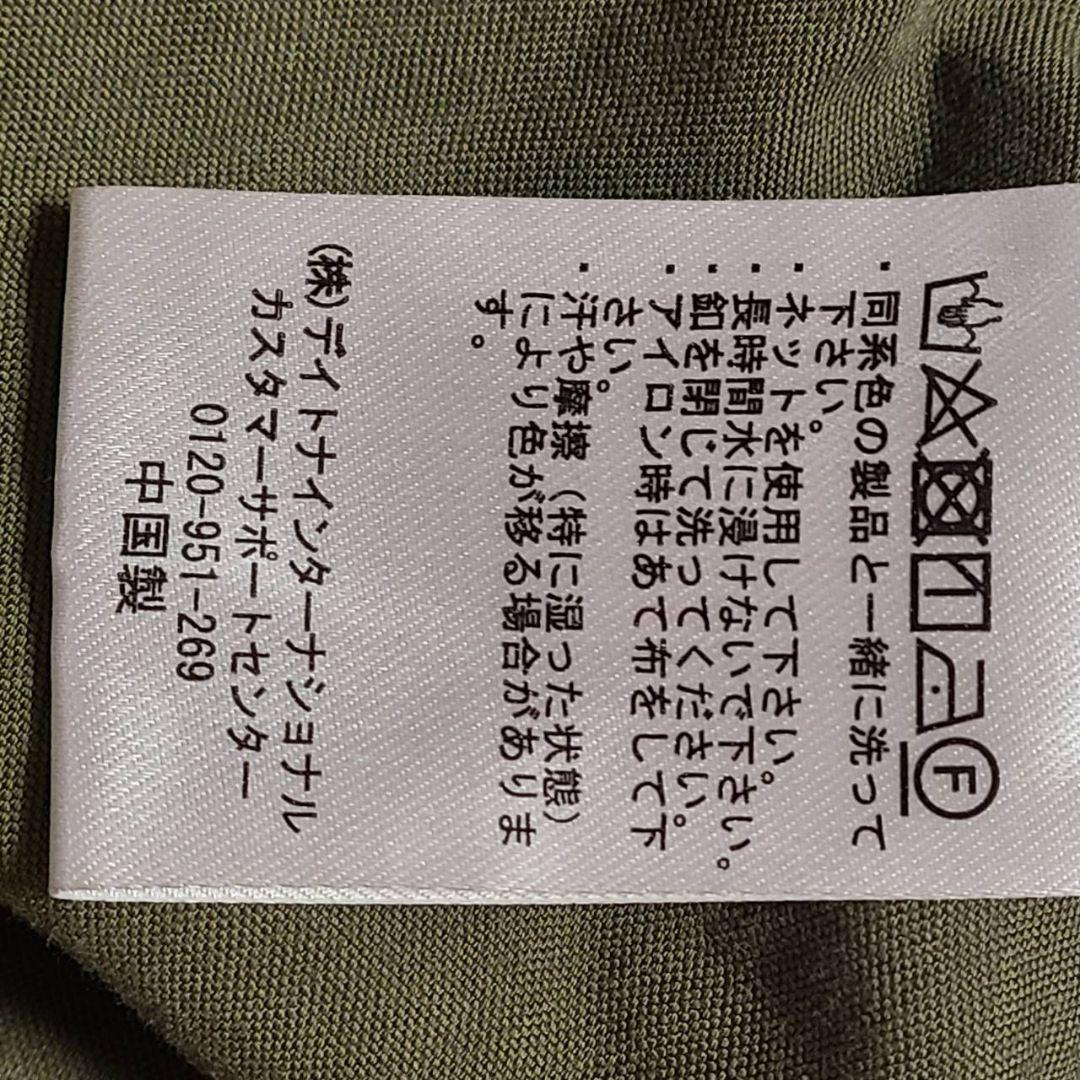 F
・同系色の製品と一緒に洗って
下さい。
・ネットを使用して下さい。
・長時間水に浸けないで下さい。
・釦を閉じて洗ってください。
・アイロン時はあて布をして下
さい。
・汗や摩擦（特に湿った状態）
により色が移る場合がありま
す。
(株)デイトナインターナショナル
カスタマーサポートセンター
0120-951-269
中国製